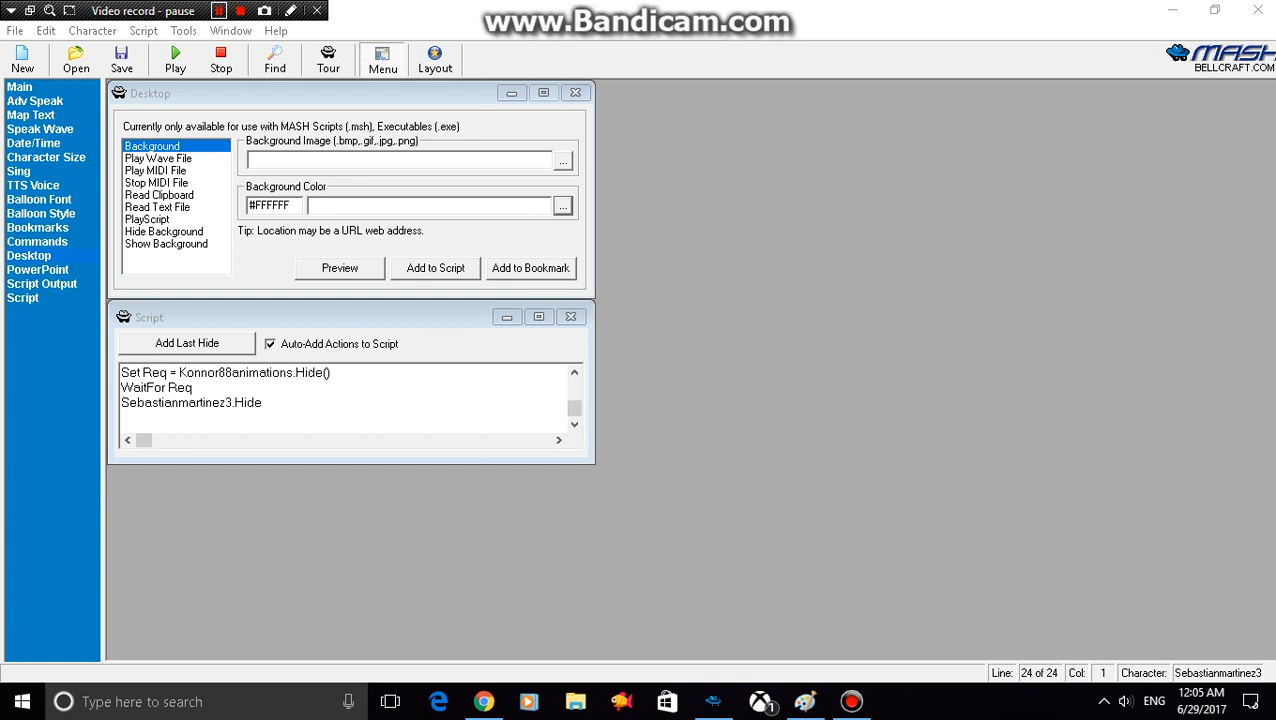 Video record - pause
www.Bandicam.com
File Edit Character Script Tools Window Help
New Open Save Play Stop Find Tour Menu Layout
MASH
BELLCRAFT.COM
Main
Adv Speak
Map Text
Speak Wave
Date/Time
Character Size
Sing
TTS Voice
Balloon Font
Balloon Style
Bookmarks
Commands
Desktop
PowerPoint
Script Output
Script
Desktop
Currently only available for use with MASH Scripts (.msh), Executables (.exe)
Background
Play Wave File
Play MIDI File
Stop MIDI File
Read Clipboard
Read Text File
PlayScript
Hide Background
Show Background
Background Image (.bmp,.gif,.jpg,.png)
...
Background Color
#FFFFFF
...
Tip: Location may be a URL web address.
Preview Add to Script Add to Bookmark
Script
Add Last Hide Auto-Add Actions to Script
Set Req = Konnor88animations.Hide()
WaitFor Req
Sebastianmartinez3.Hide
Line: 24 of 24 Col: 1 Character: Sebastianmartinez3
Type here to search
1
ENG
12:05 AM
6/29/2017